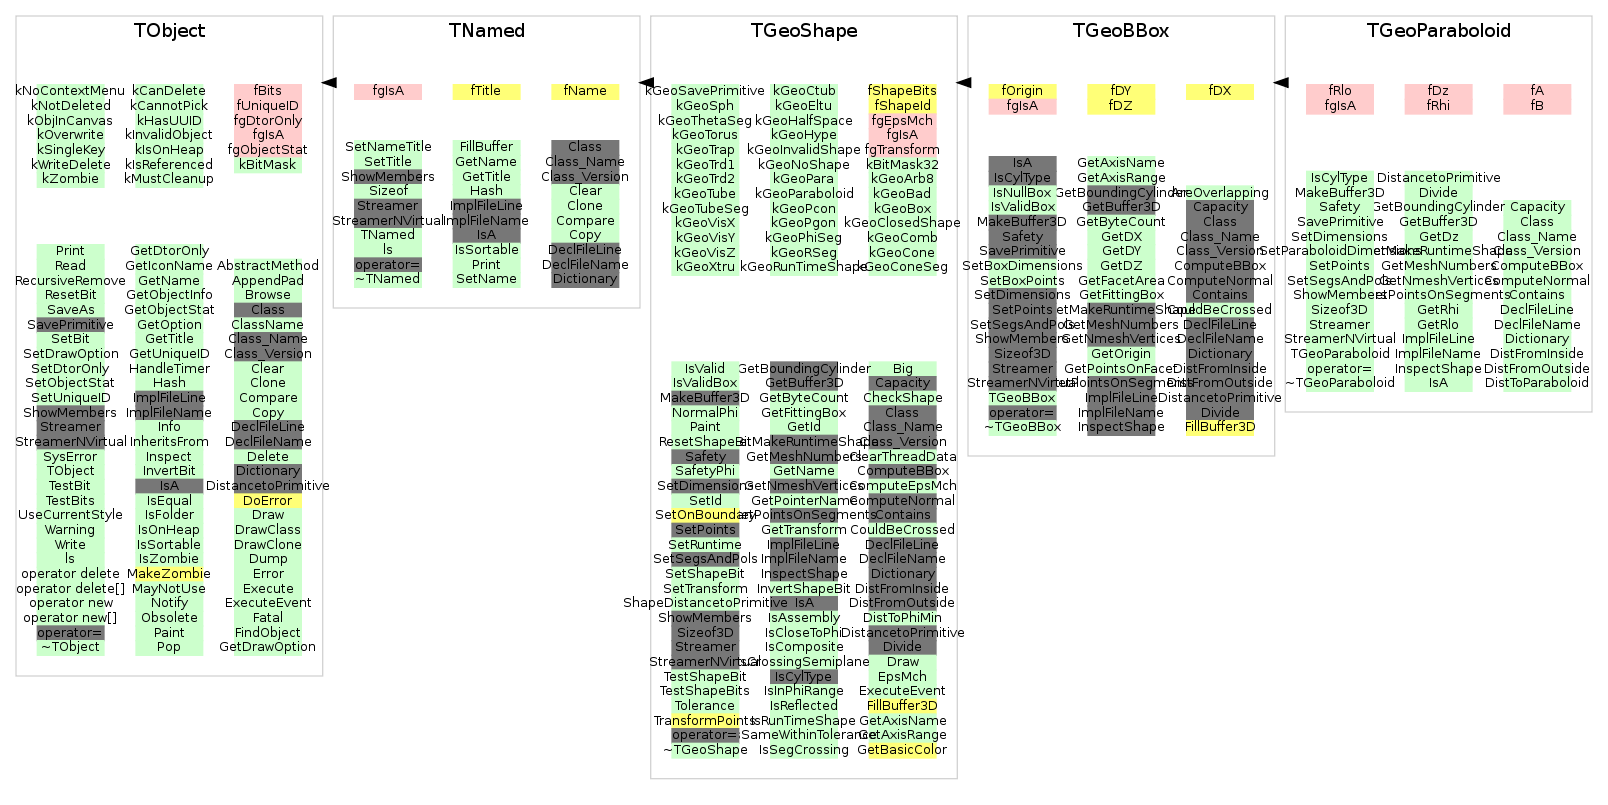 TObject
kNoContextMenu
kNotDeleted
kObjInCanvas
kOverwrite
kSingleKey
kWriteDelete
kZombie
kCanDelete
kCannotPick
kHasUUID
kInvalidObject
kIsOnHeap
kIsReferenced
kMustCleanup
fBits
fUniqueID
fgDtorOnly
fgIsA
fgObjectStat
kBitMask
Print
Read
RecursiveRemove
ResetBit
SaveAs
SavePrimitive
SetBit
SetDrawOption
SetDtorOnly
SetObjectStat
SetUniqueID
ShowMembers
Streamer
StreamerNVirtual
SysError
TObject
TestBit
TestBits
UseCurrentStyle
Warning
Write
ls
operator delete
operator delete[]
operator new
operator new[]
operator=
~TObject
GetDtorOnly
GetIconName
GetName
GetObjectInfo
GetObjectStat
GetOption
GetTitle
GetUniqueID
HandleTimer
Hash
ImplFileLine
ImplFileName
Info
InheritsFrom
Inspect
InvertBit
IsA
IsEqual
IsFolder
IsOnHeap
IsSortable
IsZombie
MakeZombie
MayNotUse
Notify
Obsolete
Paint
Pop
AbstractMethod
AppendPad
Browse
Class
ClassName
Class_Name
Class_Version
Clear
Clone
Compare
Copy
DeclFileLine
DeclFileName
Delete
Dictionary
DistancetoPrimitive
DoError
Draw
DrawClass
DrawClone
Dump
Error
Execute
ExecuteEvent
Fatal
FindObject
GetDrawOption
TNamed
fgIsA
fTitle
fName
SetNameTitle
SetTitle
ShowMembers
Sizeof
Streamer
StreamerNVirtual
TNamed
ls
operator=
~TNamed
FillBuffer
GetName
GetTitle
Hash
ImplFileLine
ImplFileName
IsA
IsSortable
Print
SetName
Class
Class_Name
Class_Version
Clear
Clone
Compare
Copy
DeclFileLine
DeclFileName
Dictionary
TGeoShape
kGeoSavePrimitive
kGeoSph
kGeoThetaSeg
kGeoTorus
kGeoTrap
kGeoTrd1
kGeoTrd2
kGeoTube
kGeoTubeSeg
kGeoVisX
kGeoVisY
kGeoVisZ
kGeoXtru
kGeoCtub
kGeoEltu
kGeoHalfSpace
kGeoHype
kGeoInvalidShape
kGeoNoShape
kGeoPara
kGeoParaboloid
kGeoPcon
kGeoPgon
kGeoPhiSeg
kGeoRSeg
kGeoRunTimeShape
fShapeBits
fShapeId
fgEpsMch
fgIsA
fgTransform
kBitMask32
kGeoArb8
kGeoBad
kGeoBox
kGeoClosedShape
kGeoComb
kGeoCone
kGeoConeSeg
IsValid
IsValidBox
MakeBuffer3D
NormalPhi
Paint
ResetShapeBit
Safety
SafetyPhi
SetDimensions
SetId
SetOnBoundary
SetPoints
SetRuntime
SetSegsAndPols
SetShapeBit
SetTransform
ShapeDistancetoPrimitive
ShowMembers
Sizeof3D
Streamer
StreamerNVirtual
TestShapeBit
TestShapeBits
Tolerance
TransformPoints
operator=
~TGeoShape
GetBoundingCylinder
GetBuffer3D
GetByteCount
GetFittingBox
GetId
etMakeRuntimeShape
GetMeshNumbers
GetName
GetNmeshVertices
GetPointerName
etPointsOnSegments
GetTransform
ImplFileLine
ImplFileName
InspectShape
InvertShapeBit
IsA
IsAssembly
IsCloseToPhi
IsComposite
IsCrossingSemiplane
IsCylType
IsInPhiRange
IsReflected
IsRunTimeShape
sSameWithinTolerance
IsSegCrossing
Big
Capacity
CheckShape
Class
Class_Name
Class_Version
ClearThreadData
ComputeBBox
ComputeEpsMch
ComputeNormal
Contains
CouldBeCrossed
DeclFileLine
DeclFileName
Dictionary
DistFromInside
DistFromOutside
DistToPhiMin
DistancetoPrimitive
Divide
Draw
EpsMch
ExecuteEvent
FillBuffer3D
GetAxisName
GetAxisRange
GetBasicColor
TGeoBBox
fOrigin
fgIsA
fDY
fDZ
fDX
IsA
IsCylType
IsNullBox
IsValidBox
MakeBuffer3D
Safety
SavePrimitive
SetBoxDimensions
SetBoxPoints
SetDimensions
SetPoints
SetSegsAndPols
ShowMembers
Sizeof3D
Streamer
StreamerNVirtual
TGeoBBox
operator=
~TGeoBBox
GetAxisName
GetAxisRange
GetBoundingCylinder
GetBuffer3D
GetByteCount
GetDX
GetDY
GetDZ
GetFacetArea
GetFittingBox
etMakeRuntimeShape
GetMeshNumbers
GetNmeshVertices
GetOrigin
GetPointsOnFacet
etPointsOnSegments
ImplFileLine
ImplFileName
InspectShape
AreOverlapping
Capacity
Class
Class_Name
Class_Version
ComputeBBox
ComputeNormal
Contains
CouldBeCrossed
DeclFileLine
DeclFileName
Dictionary
DistFromInside
DistFromOutside
DistancetoPrimitive
Divide
FillBuffer3D
TGeoParaboloid
fRlo
fgIsA
fDz
fRhi
fA
fB
IsCylType
MakeBuffer3D
Safety
SavePrimitive
SetDimensions
SetParaboloidDimensions
SetPoints
SetSegsAndPols
ShowMembers
Sizeof3D
Streamer
StreamerNVirtual
TGeoParaboloid
operator=
~TGeoParaboloid
DistancetoPrimitive
Divide
GetBoundingCylinder
GetBuffer3D
GetDz
etMakeRuntimeShape
GetMeshNumbers
GetNmeshVertices
etPointsOnSegments
GetRhi
GetRlo
ImplFileLine
ImplFileName
InspectShape
IsA
Capacity
Class
Class_Name
Class_Version
ComputeBBox
ComputeNormal
Contains
DeclFileLine
DeclFileName
Dictionary
DistFromInside
DistFromOutside
DistToParaboloid